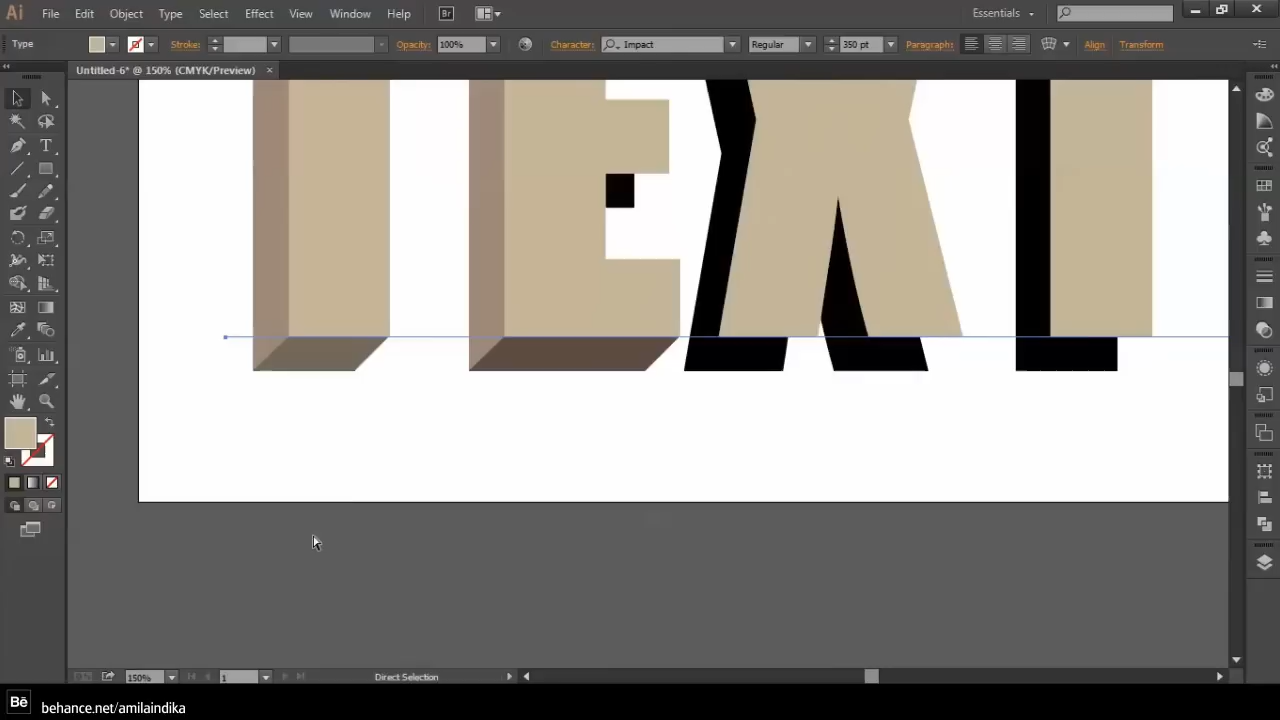 Ai File Edit Object Type Select Effect View Window Help Br Essentials
Type Stroke: Opacity: 100% Character: Impact Regular 350 pt Paragraph: Align Transform
Untitled-6* @ 150% (CMYK/Preview) ×
TEXT
T
150% 1 Direct Selection
Bē behance.net/amilaindika